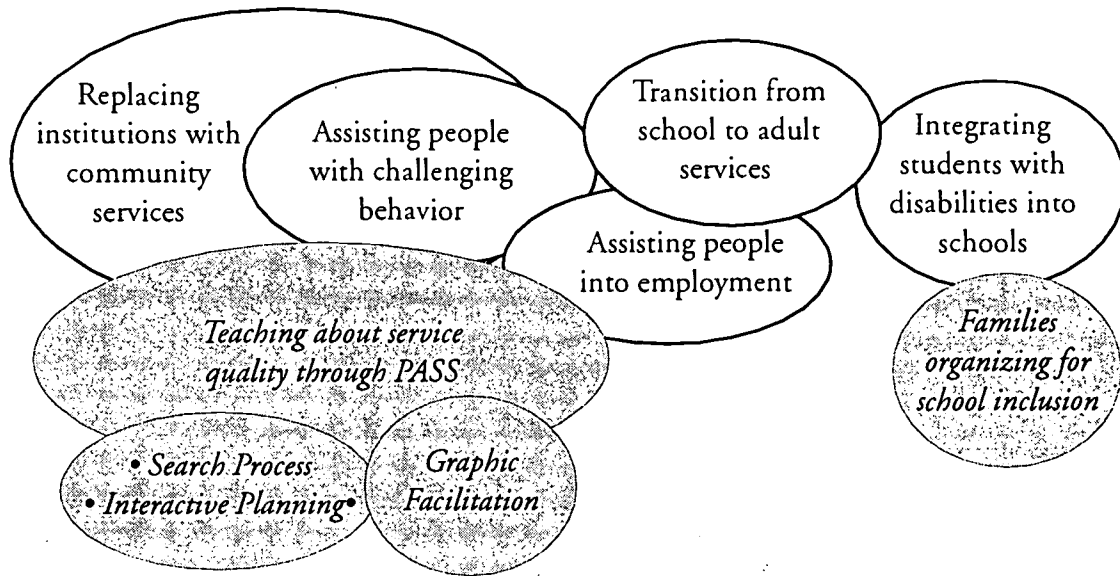 Replacing
institutions with
community
services
Assisting people
with challenging
behavior
Transition from
school to adult
services
Integrating
students with
disabilities into
schools
Assisting people
into employment
Teaching about service
quality through PASS
Families
organizing for
school inclusion
• Search Process
• Interactive Planning•
Graphic
Facilitation